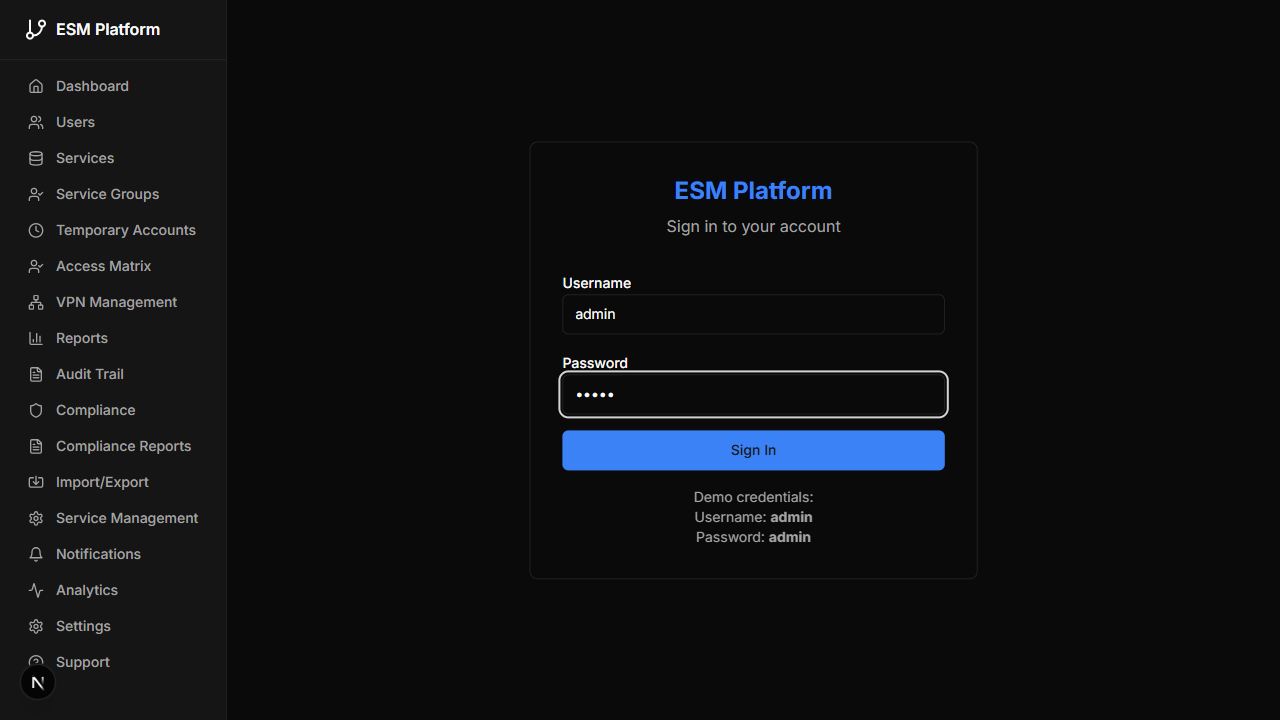 ESM Platform
Dashboard
Users
Services
Service Groups
Temporary Accounts
Access Matrix
VPN Management
Reports
Audit Trail
Compliance
Compliance Reports
Import/Export
Service Management
Notifications
Analytics
Settings
Support
N
ESM Platform
Sign in to your account
Username
admin
Password
•••••
Sign In
Demo credentials:
Username: admin
Password: admin